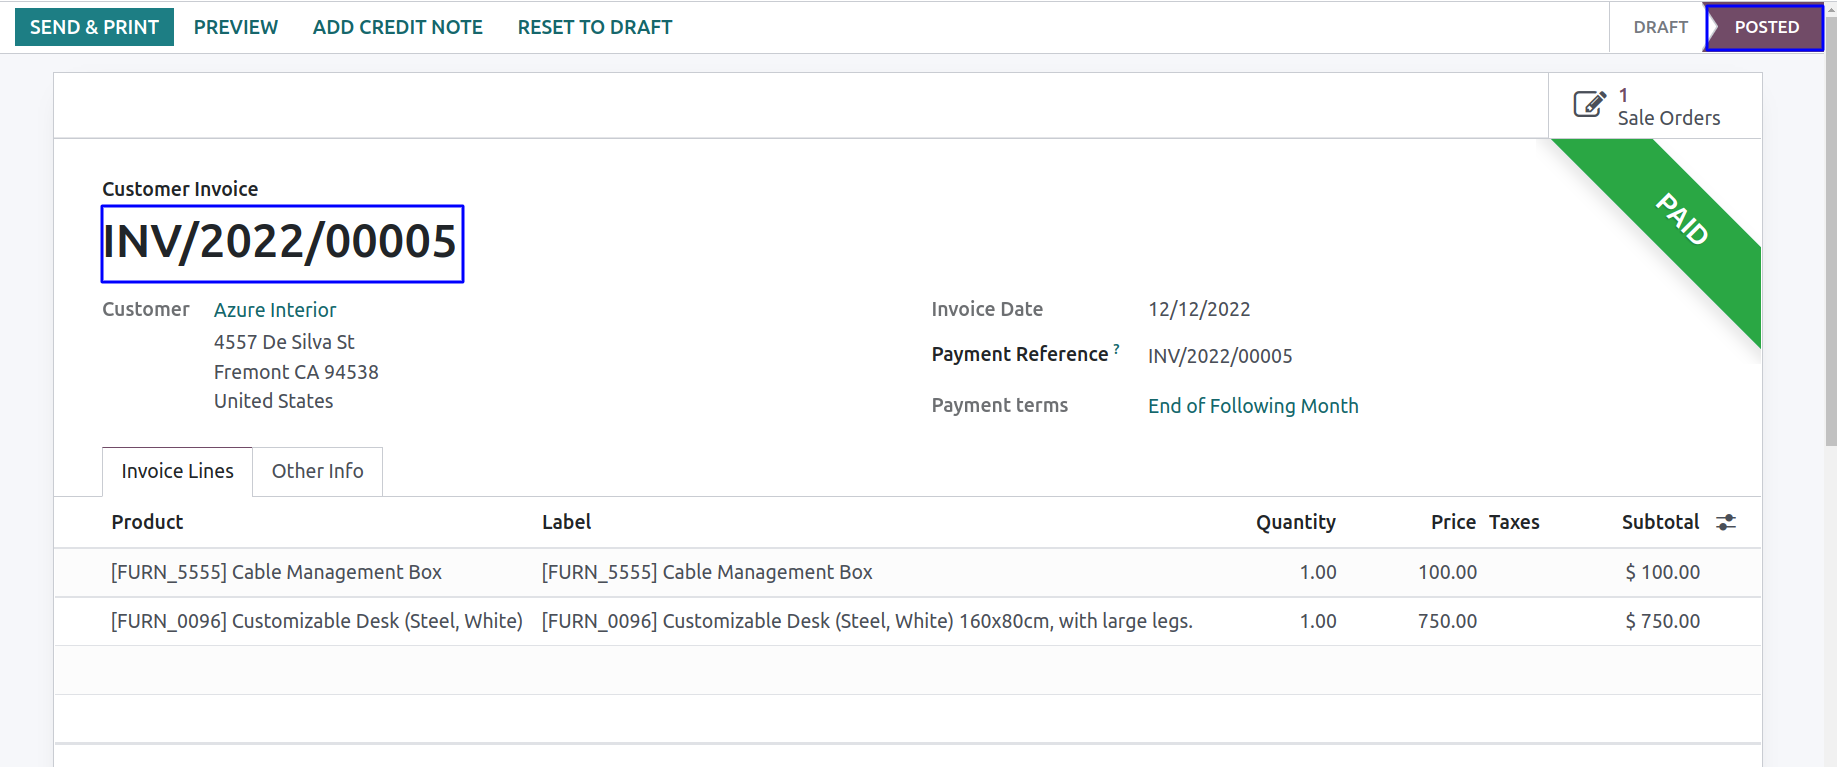 SEND & PRINT PREVIEW ADD CREDIT NOTE RESET TO DRAFT DRAFT POSTED
1
Sale Orders
PAID
Customer Invoice
INV/2022/00005
Customer Azure Interior Invoice Date 12/12/2022
4557 De Silva St
Payment Reference ? INV/2022/00005
Fremont CA 94538
United States
Payment terms End of Following Month
Invoice Lines Other Info
Product Label Quantity Price Taxes Subtotal
[FURN_5555] Cable Management Box [FURN_5555] Cable Management Box 1.00 100.00 $ 100.00
[FURN_0096] Customizable Desk (Steel, White) [FURN_0096] Customizable Desk (Steel, White) 160x80cm, with large legs. 1.00 750.00 $ 750.00